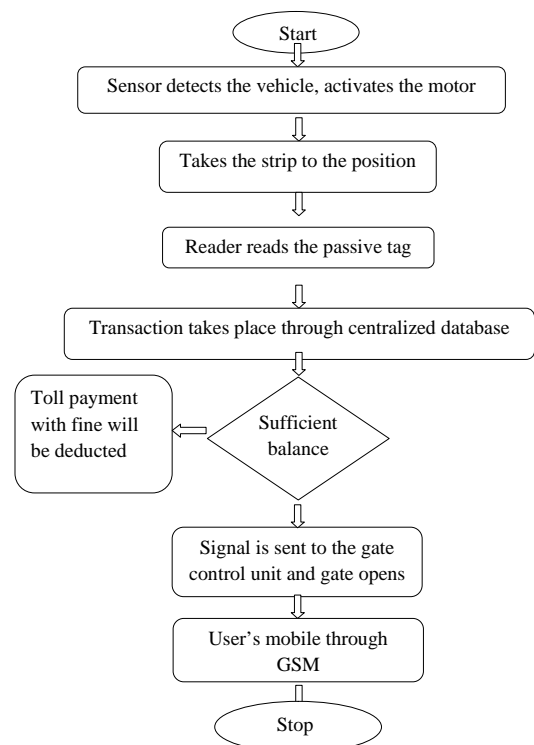 Start
Sensor detects the vehicle, activates the motor
Takes the strip to the position
Reader reads the passive tag
Transaction takes place through centralized database
Toll payment
with fine will
be deducted
Sufficient
balance
Signal is sent to the gate
control unit and gate opens
User's mobile through
GSM
Stop